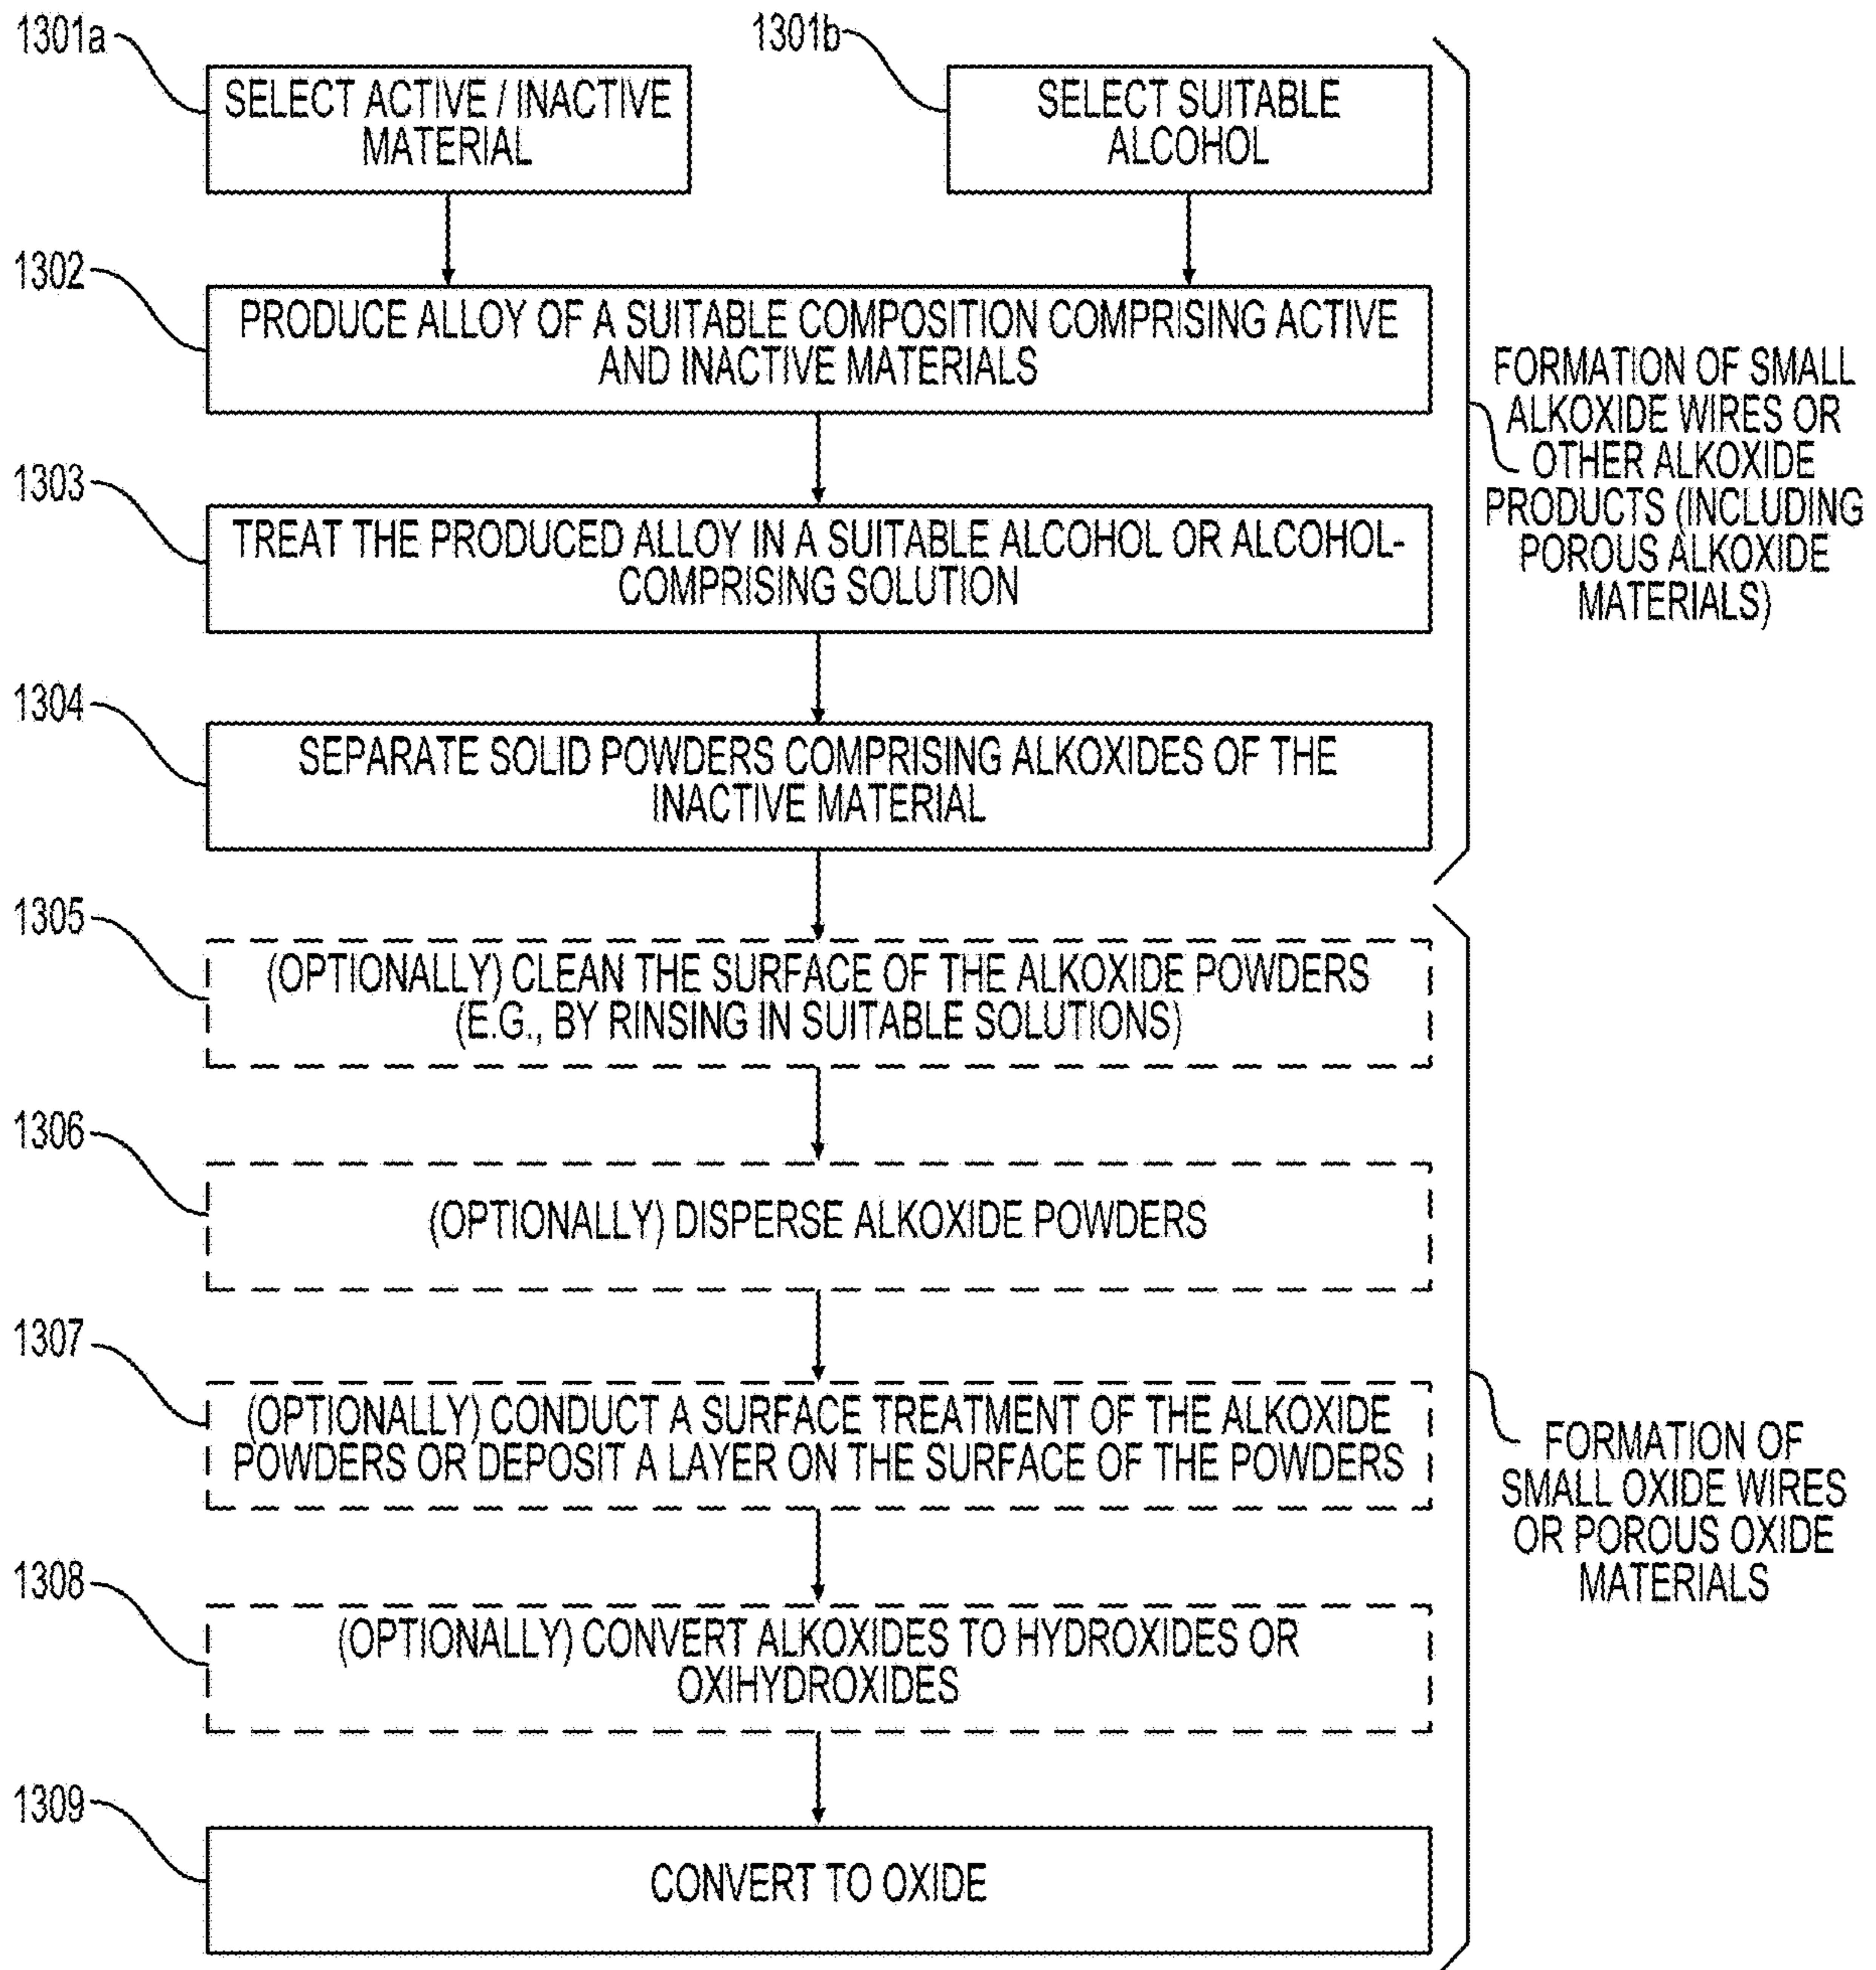 1301a
SELECT ACTIVE / INACTIVE
MATERIAL
1301b
SELECT SUITABLE
ALCOHOL
1302
PRODUCE ALLOY OF A SUITABLE COMPOSITION COMPRISING ACTIVE
AND INACTIVE MATERIALS
1303
TREAT THE PRODUCED ALLOY IN A SUITABLE ALCOHOL OR ALCOHOL-
COMPRISING SOLUTION
1304
SEPARATE SOLID POWDERS COMPRISING ALKOXIDES OF THE
INACTIVE MATERIAL
FORMATION OF SMALL
ALKOXIDE WIRES OR
OTHER ALKOXIDE
PRODUCTS (INCLUDING
POROUS ALKOXIDE
MATERIALS)
1305
(OPTIONALLY) CLEAN THE SURFACE OF THE ALKOXIDE POWDERS
(E.G., BY RINSING IN SUITABLE SOLUTIONS)
1306
(OPTIONALLY) DISPERSE ALKOXIDE POWDERS
1307
(OPTIONALLY) CONDUCT A SURFACE TREATMENT OF THE ALKOXIDE
POWDERS OR DEPOSIT A LAYER ON THE SURFACE OF THE POWDERS
1308
(OPTIONALLY) CONVERT ALKOXIDES TO HYDROXIDES OR
OXIHYDROXIDES
1309
CONVERT TO OXIDE
FORMATION OF
SMALL OXIDE WIRES
OR POROUS OXIDE
MATERIALS